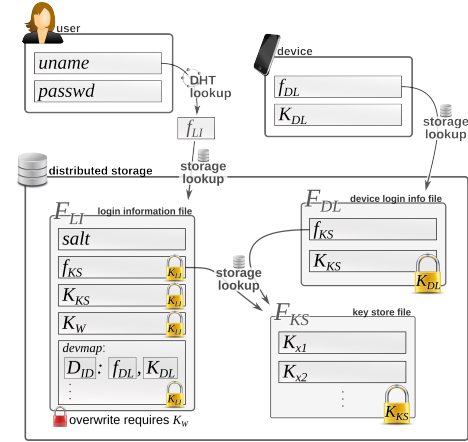 user
uname
passwd
DHT
lookup
f_LI
storage
lookup
device
f_DL
K_DL
storage
lookup
distributed storage
F_LI login information file
salt
f_KS K_LI
K_KS K_LI
K_W K_LI
devmap:
D_ID: f_DL, K_DL
⋮ K_LI
overwrite requires K_W
storage
lookup
F_DL device login info file
f_KS
K_KS
K_DL
F_KS key store file
K_x1
K_x2
⋮
K_KS